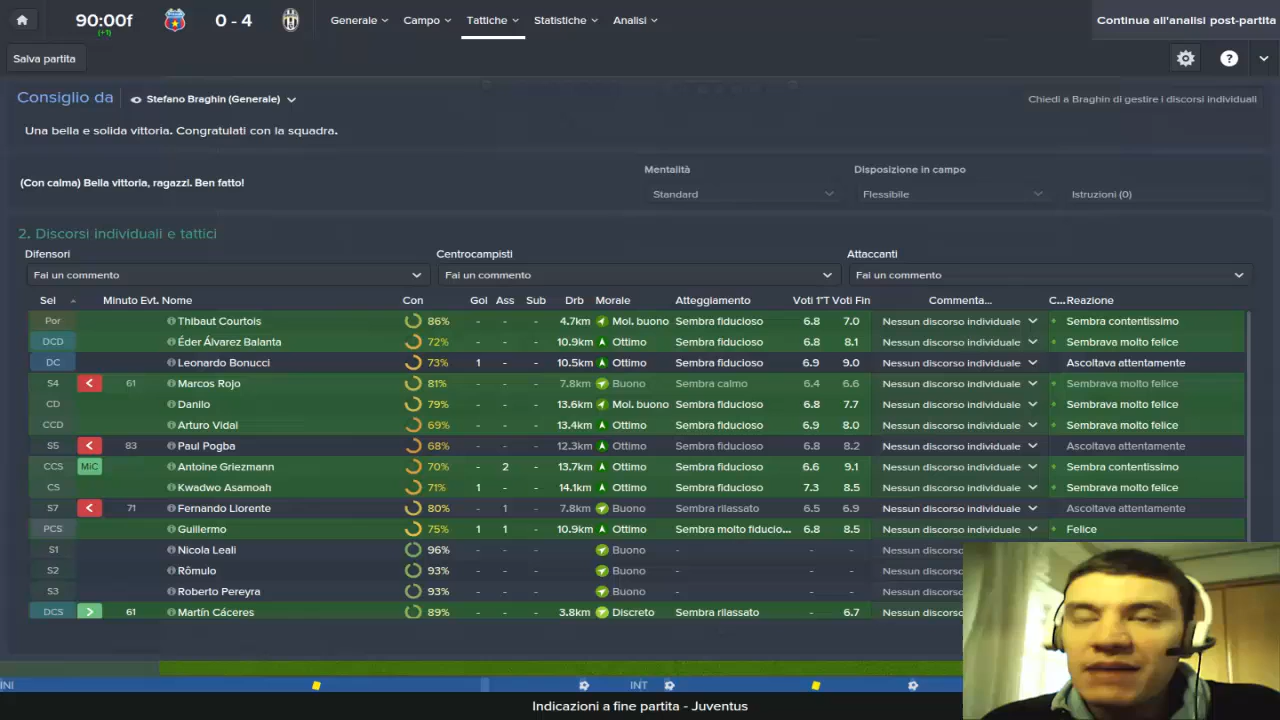 90:00f
(+1)
0 - 4
Generale
Campo
Tattiche
Statistiche
Analisi
Continua all'analisi post-partita
Salva partita
?
Consiglio da
Stefano Braghin (Generale)
Chiedi a Braghin di gestire i discorsi individuali
Una bella e solida vittoria. Congratulati con la squadra.
(Con calma) Bella vittoria, ragazzi. Ben fatto!
Mentalità
Disposizione in campo
Standard
Flessibile
Istruzioni (0)
2. Discorsi individuali e tattici
Difensori Centrocampisti Attaccanti
Fai un commento Fai un commento Fai un commento
Sel Minuto Evt. Nome Con Gol Ass Sub Drb Morale Atteggiamento Voti 1°T Voti Fin Commenta... C... Reazione
Por Thibaut Courtois 86% - - - 4.7km Mol. buono Sembra fiducioso 6.8 7.0 Nessun discorso individuale Sembra contentissimo
DCD Éder Álvarez Balanta 72% - - - 10.9km Ottimo Sembra fiducioso 6.8 8.1 Nessun discorso individuale Sembra molto felice
DC Leonardo Bonucci 73% 1 - - 10.5km Ottimo Sembra fiducioso 6.9 9.0 Nessun discorso individuale Ascoltava attentamente
S4 < 61 Marcos Rojo 81% - - - 7.8km Buono Sembra calmo 6.4 6.6 Nessun discorso individuale Sembrava molto felice
CD Danilo 79% - - - 13.6km Mol. buono Sembra fiducioso 6.8 7.7 Nessun discorso individuale Sembrava molto felice
CCD Arturo Vidal 69% - - - 13.4km Ottimo Sembra fiducioso 6.9 8.0 Nessun discorso individuale Sembrava molto felice
S5 < 83 Paul Pogba 68% - - - 12.3km Ottimo Sembra fiducioso 6.8 8.2 Nessun discorso individuale Ascoltava attentamente
CCS MiC Antoine Griezmann 70% - 2 - 13.7km Ottimo Sembra fiducioso 6.6 9.1 Nessun discorso individuale Sembra contentissimo
CS Kwadwo Asamoah 71% 1 - - 14.1km Ottimo Sembra fiducioso 7.3 8.5 Nessun discorso individuale Sembrava molto felice
S7 < 71 Fernando Llorente 80% - 1 - 7.8km Buono Sembra rilassato 6.5 6.9 Nessun discorso individuale Ascoltava attentamente
PCS Guillermo 75% 1 1 - 10.9km Ottimo Sembra molto fiducio... 6.8 8.5 Nessun discorso individuale Felice
S1 Nicola Leali 96% - - - Buono - - - Nessun discorso
S2 Rômulo 93% - - - Buono - - - Nessun discorso
S3 Roberto Pereyra 93% - - - Buono - - - Nessun discorso
DCS > 61 Martín Cáceres 89% - - - 3.8km Discreto Sembra rilassato - 6.7 Nessun discorso
INI INT
Indicazioni a fine partita - Juventus